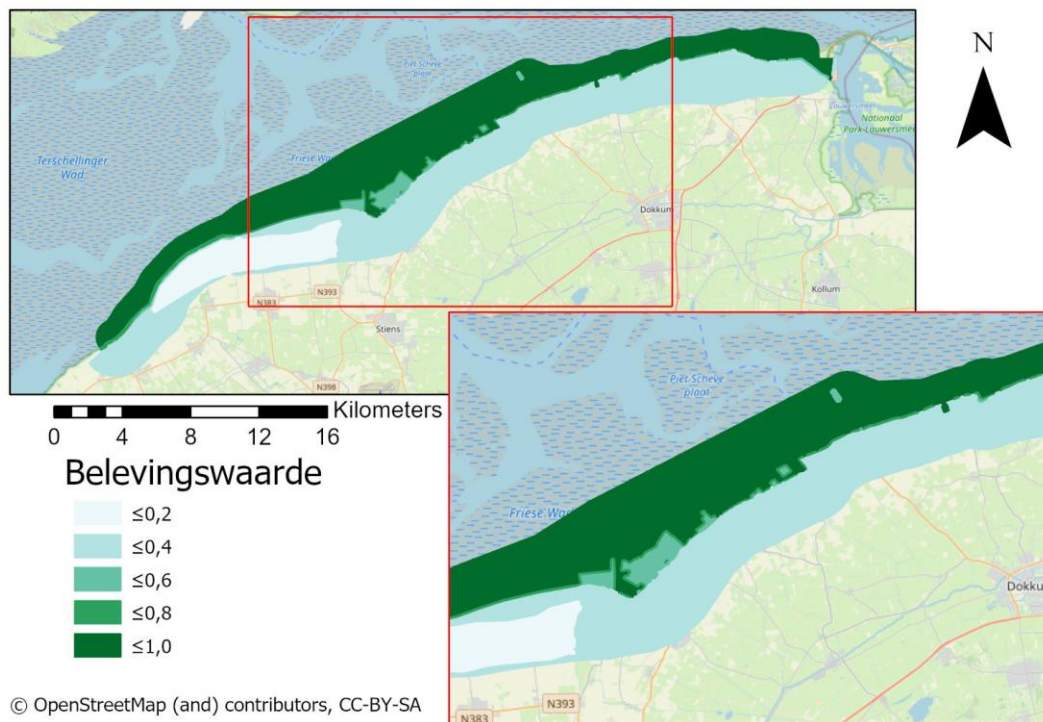 Piet Scheve
plaat
N
Lauwersmeer
Nationaal
Park Lauwersmee
Terschellinger
Wad
Friese Wad
Dokkum
Kollum
N393
N383
Stiens
N398
Kilometers
0 4 8 12 16
Belevingswaarde
≤0,2
≤0,4
≤0,6
≤0,8
≤1,0
Piet Scheve
plaat
Friese Wad
Dokku
N393
N383
© OpenStreetMap (and) contributors, CC-BY-SA